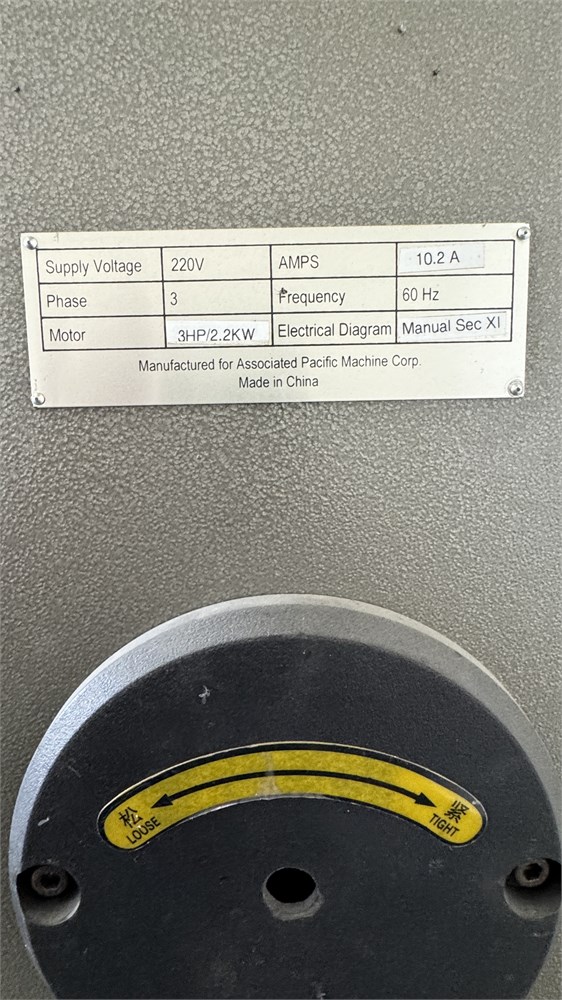 Supply Voltage 220V AMPS 10.2 A
Phase 3 Frequency 60 Hz
Motor 3HP/2.2KW Electrical Diagram Manual Sec XI
Manufactured for Associated Pacific Machine Corp.
Made in China
松 紧
LOUSE TIGHT